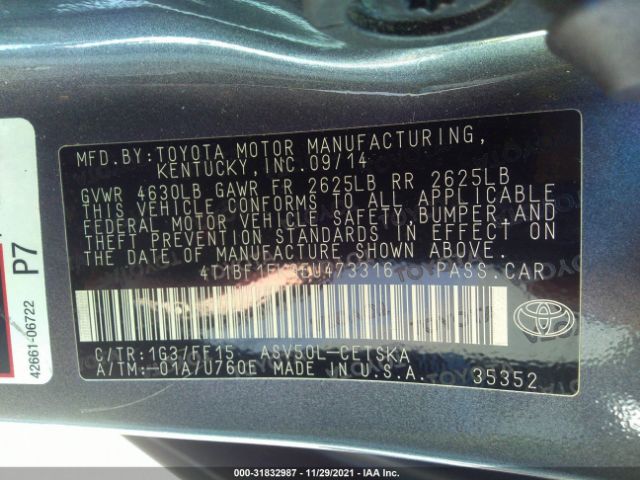 MFD.BY: TOYOTA MOTOR MANUFACTURING,
KENTUCKY, INC. 09/14
GVWR 4630LB GAWR FR 2625LB RR 2625LB
THIS VEHICLE CONFORMS TO ALL APPLICABLE
FEDERAL MOTOR VEHICLE SAFETY, BUMPER, AND
THEFT PREVENTION STANDARDS IN EFFECT ON
THE DATE OF MANUFACTURE SHOWN ABOVE.
PASS.CAR
C/TR: 1G3/FF15 ASV50L-CETSKA
A/TM: -01A/U760E MADE IN U.S.A. 35352
TOYOTA
P7
42661-06722
000-31832987 - 11/29/2021 - IAA Inc.